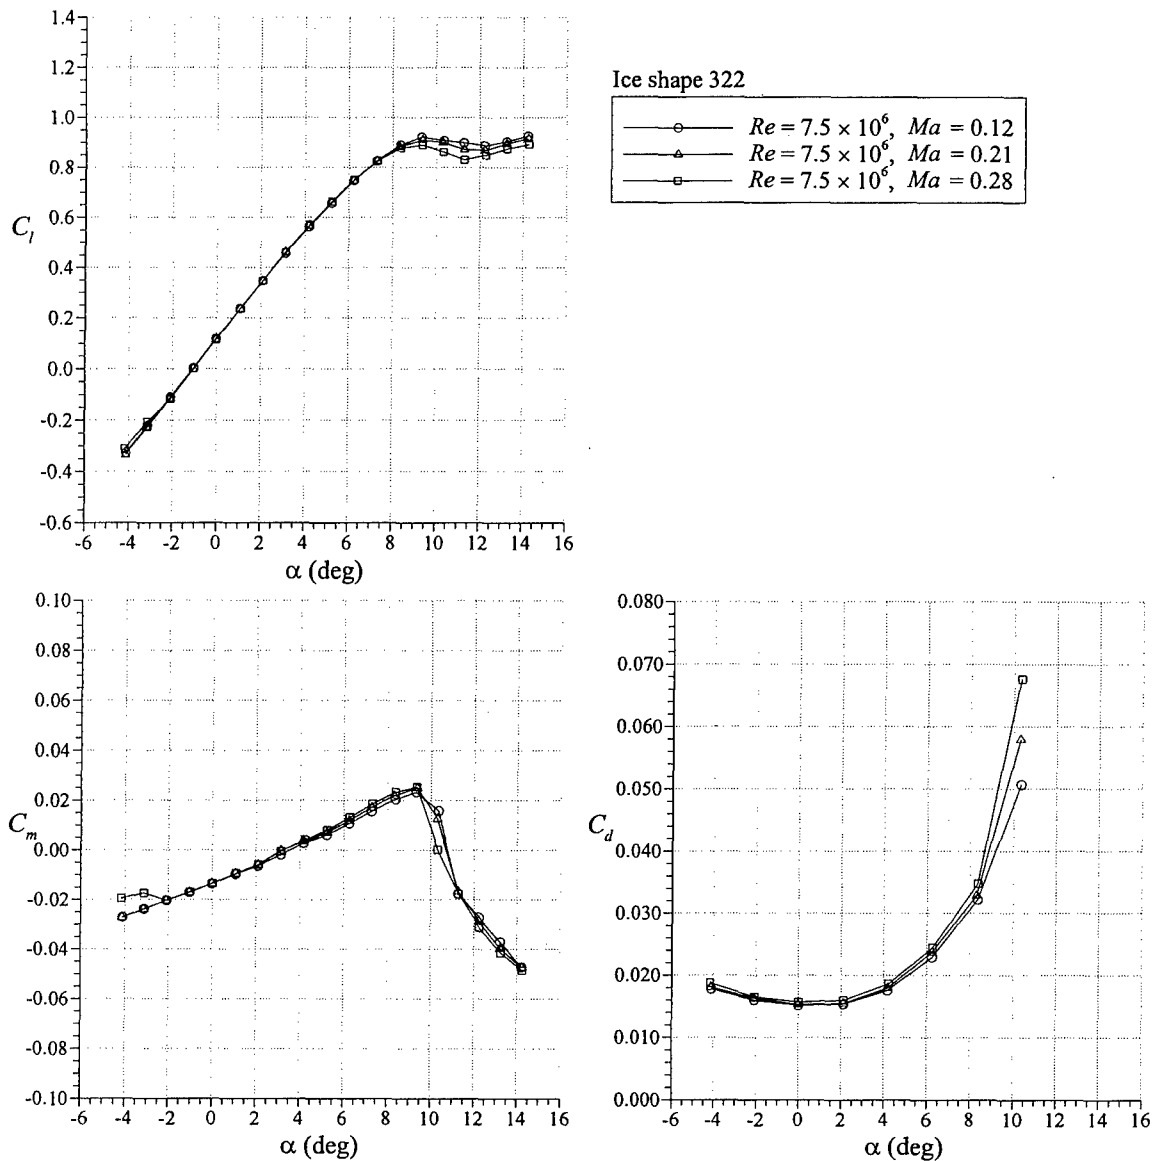 1.4
1.2
1.0
0.8
0.6
0.4
0.2
0.0
-0.2
-0.4
-0.6
C_l
-6 -4 -2 0 2 4 6 8 10 12 14 16
α (deg)
Ice shape 322
Re = 7.5 × 10⁶, Ma = 0.12
Re = 7.5 × 10⁶, Ma = 0.21
Re = 7.5 × 10⁶, Ma = 0.28
0.10
0.08
0.06
0.04
0.02
0.00
-0.02
-0.04
-0.06
-0.08
-0.10
C_m
-6 -4 -2 0 2 4 6 8 10 12 14 16
α (deg)
0.080
0.070
0.060
0.050
0.040
0.030
0.020
0.010
0.000
C_d
-6 -4 -2 0 2 4 6 8 10 12 14 16
α (deg)